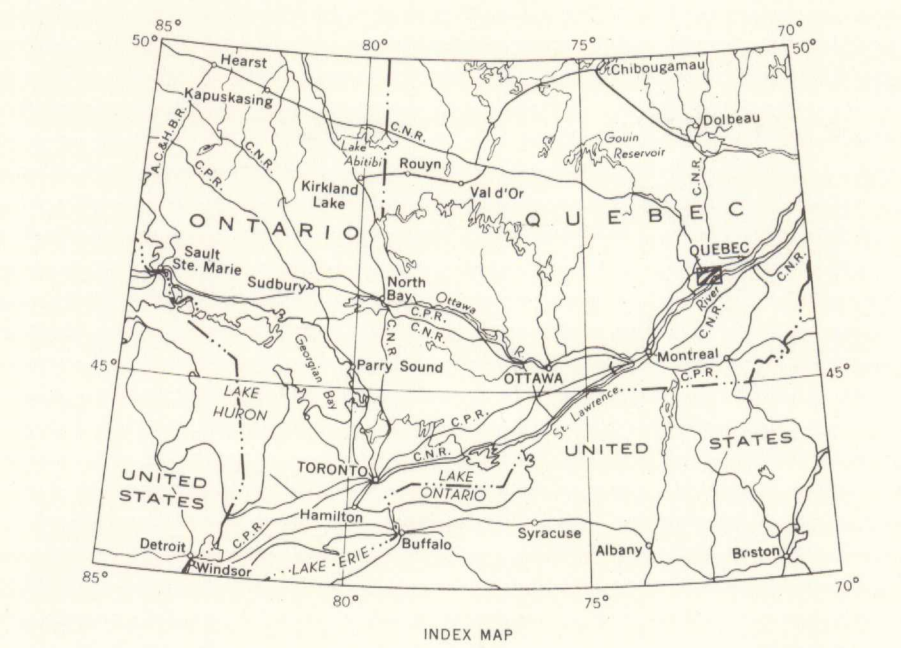 85°
80°
75°
70°
50°
50°
Hearst
Chibougamau
Kapuskasing
Dolbeau
A.C.&H.B.R.
C.N.R.
C.N.R.
C.P.R.
Lake
Abitibi
Gouin
Reservoir
Rouyn
C.N.R.
Kirkland
Lake
Val d'Or
ONTARIO
QUEBEC
Sault
Ste. Marie
QUEBEC
Sudbury
North
Bay
Ottawa
R
C.P.R.
C.N.R.
River
C.N.R.
C.N.R.
C.N.R.
45°
Georgian
Bay
Parry Sound
OTTAWA
Montreal
C.P.R.
45°
LAKE
HURON
St. Lawrence
C.P.R.
C.N.R.
UNITED STATES
TORONTO
LAKE
ONTARIO
UNITED
STATES
Hamilton
C.P.R.
Buffalo
Syracuse
Albany
Boston
Detroit
Windsor
LAKE ERIE
85°
80°
75°
70°
INDEX MAP